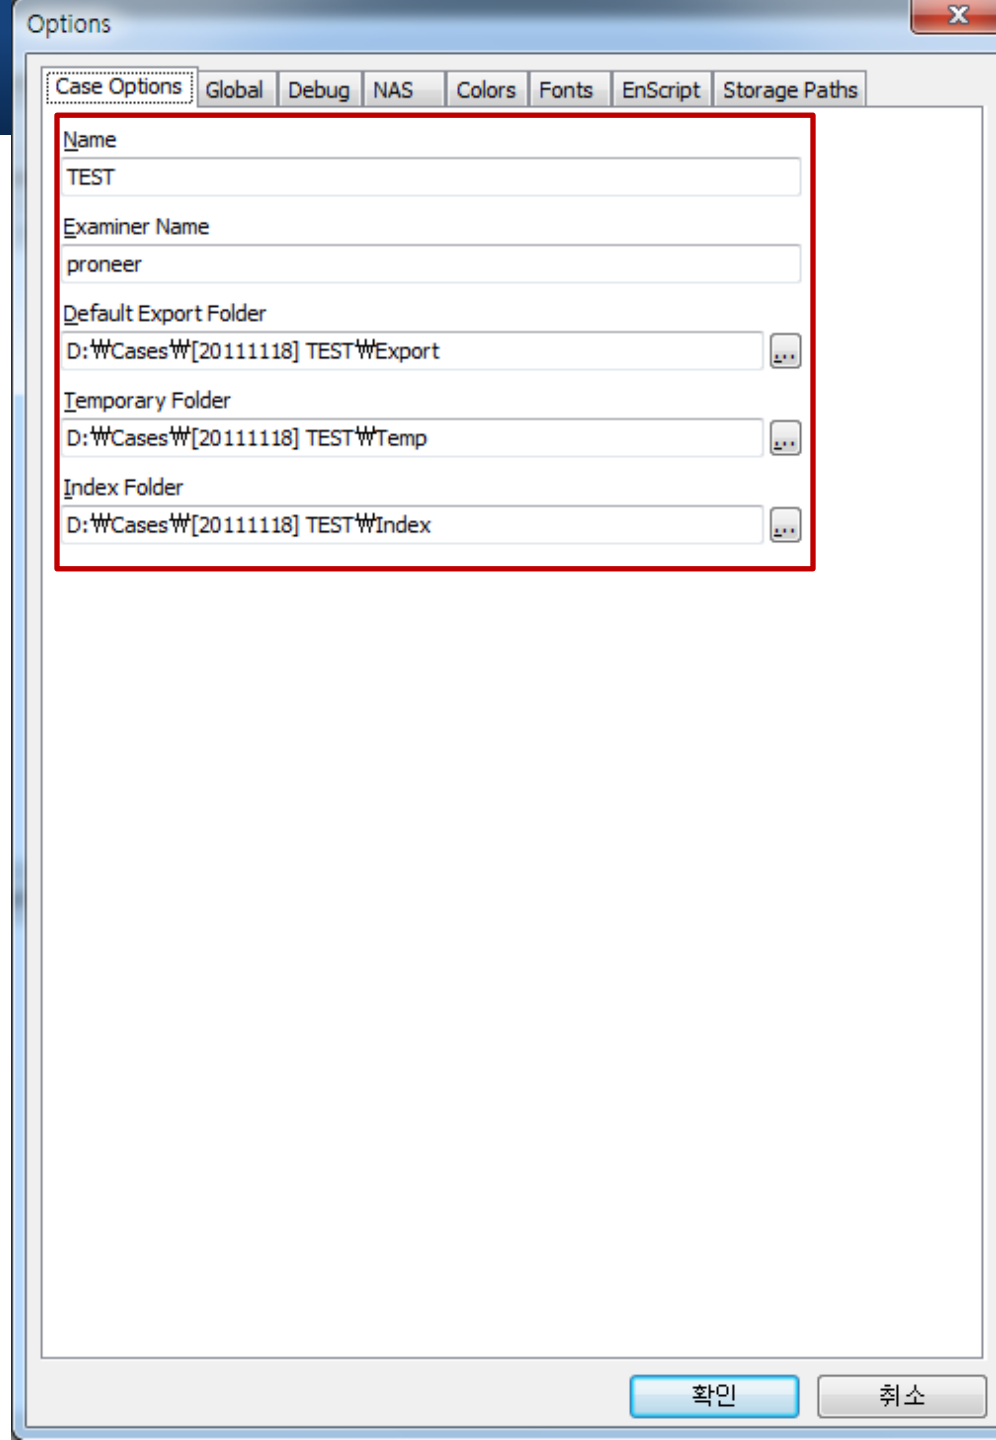 Options
Case Options Global Debug NAS Colors Fonts EnScript Storage Paths
Name
TEST
Examiner Name
proneer
Default Export Folder
D:₩Cases₩[20111118] TEST₩Export
...
Temporary Folder
D:₩Cases₩[20111118] TEST₩Temp
...
Index Folder
D:₩Cases₩[20111118] TEST₩Index
...
확인 취소